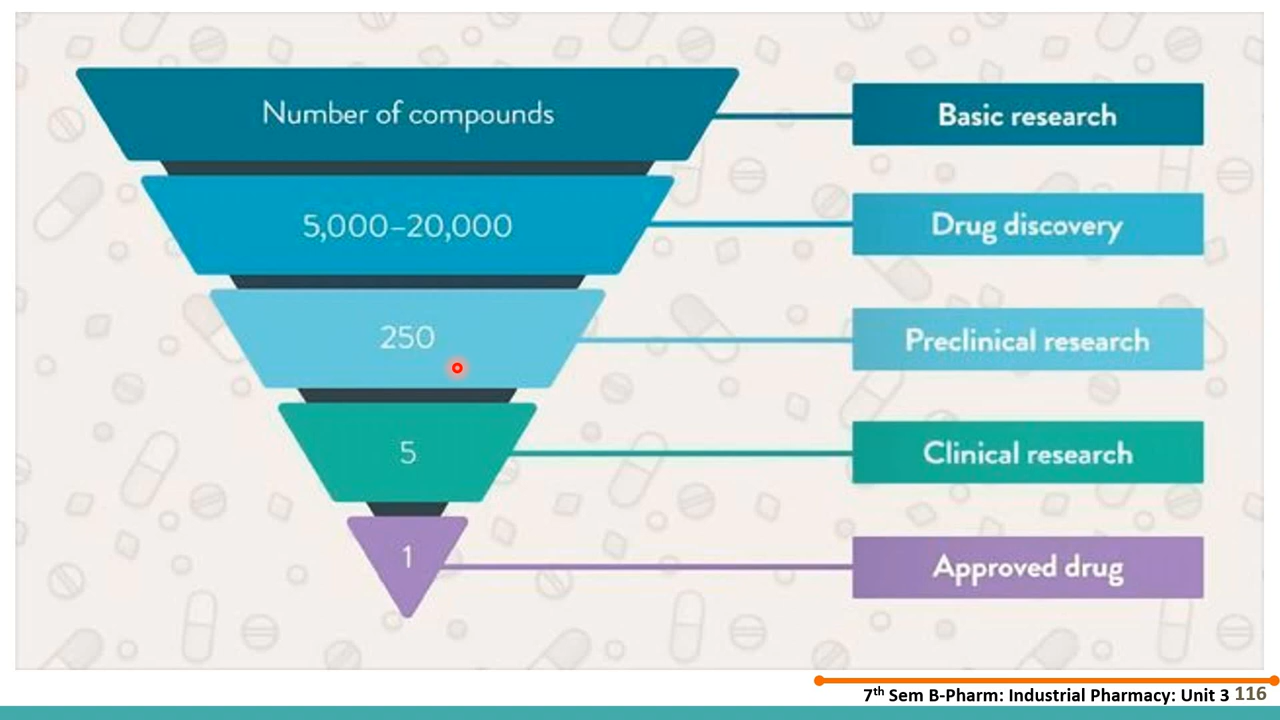 Number of compounds
Basic research
5,000–20,000
Drug discovery
250
Preclinical research
5
Clinical research
1
Approved drug
7th Sem B-Pharm: Industrial Pharmacy: Unit 3 116